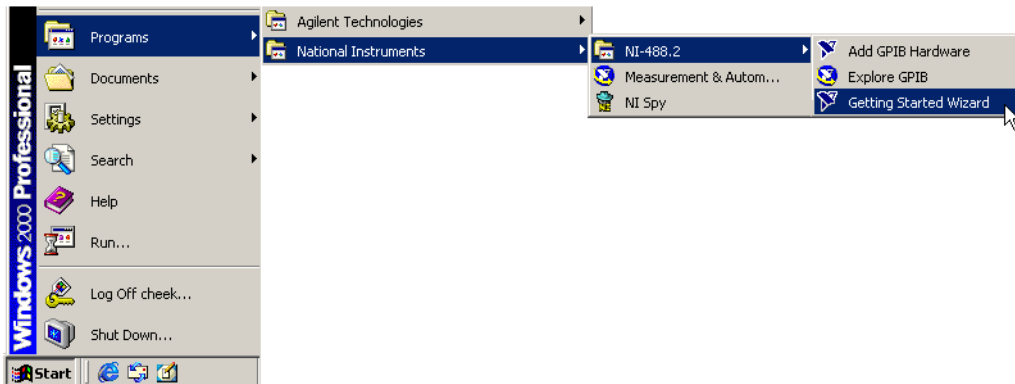 Windows 2000 Professional
Programs
Documents
Settings
Search
Help
Run...
Log Off cheek...
Shut Down...
Start
Agilent Technologies
National Instruments
NI-488.2
Measurement & Autom...
NI Spy
Add GPIB Hardware
Explore GPIB
Getting Started Wizard